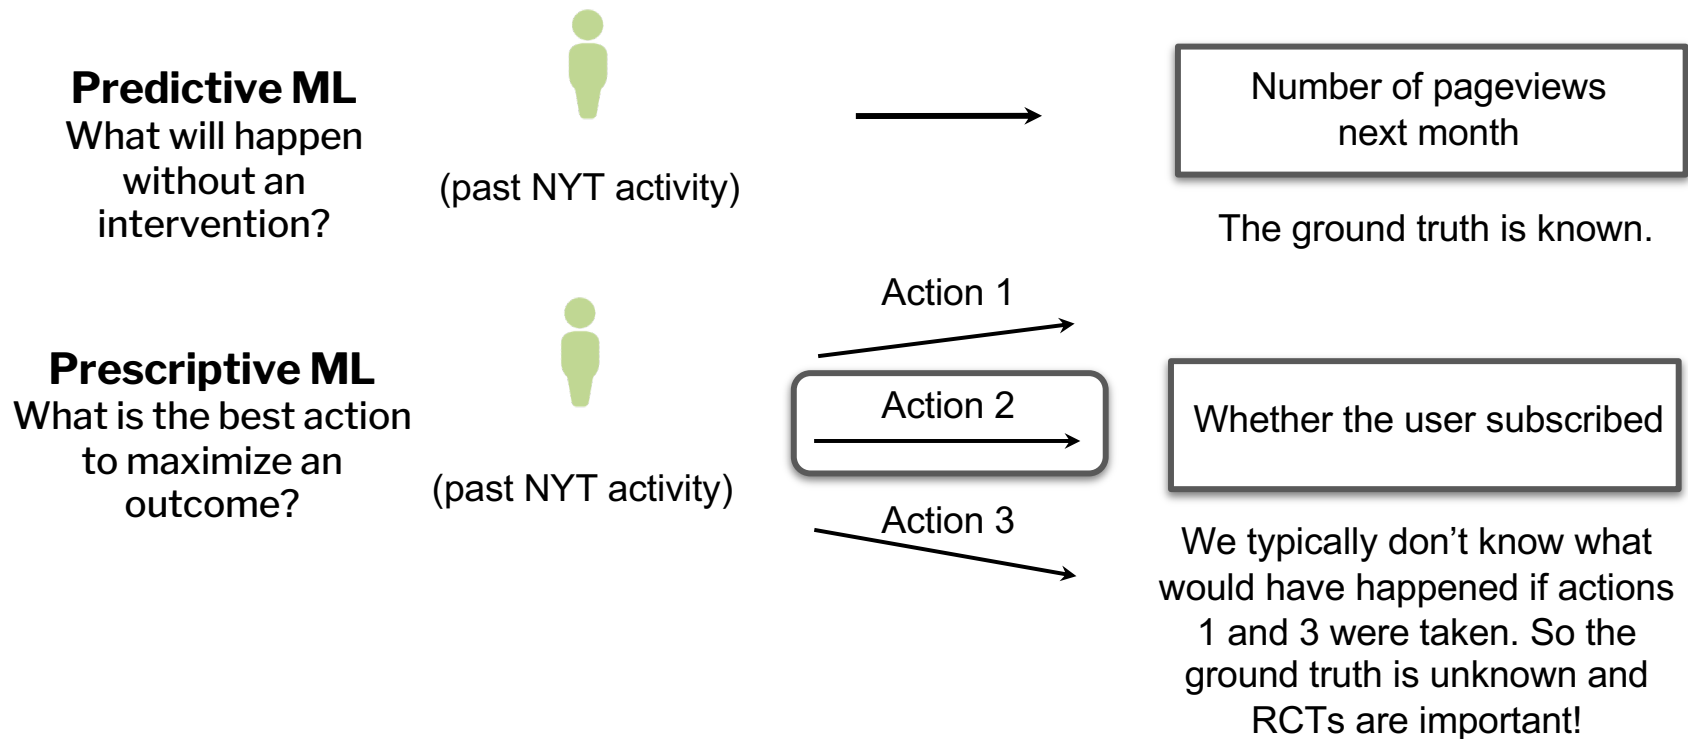 Predictive ML
What will happen
without an
intervention?
(past NYT activity)
Number of pageviews
next month
The ground truth is known.
Prescriptive ML
What is the best action
to maximize an
outcome?
(past NYT activity)
Action 1
Action 2
Action 3
Whether the user subscribed
We typically don’t know what
would have happened if actions
1 and 3 were taken. So the
ground truth is unknown and
RCTs are important!